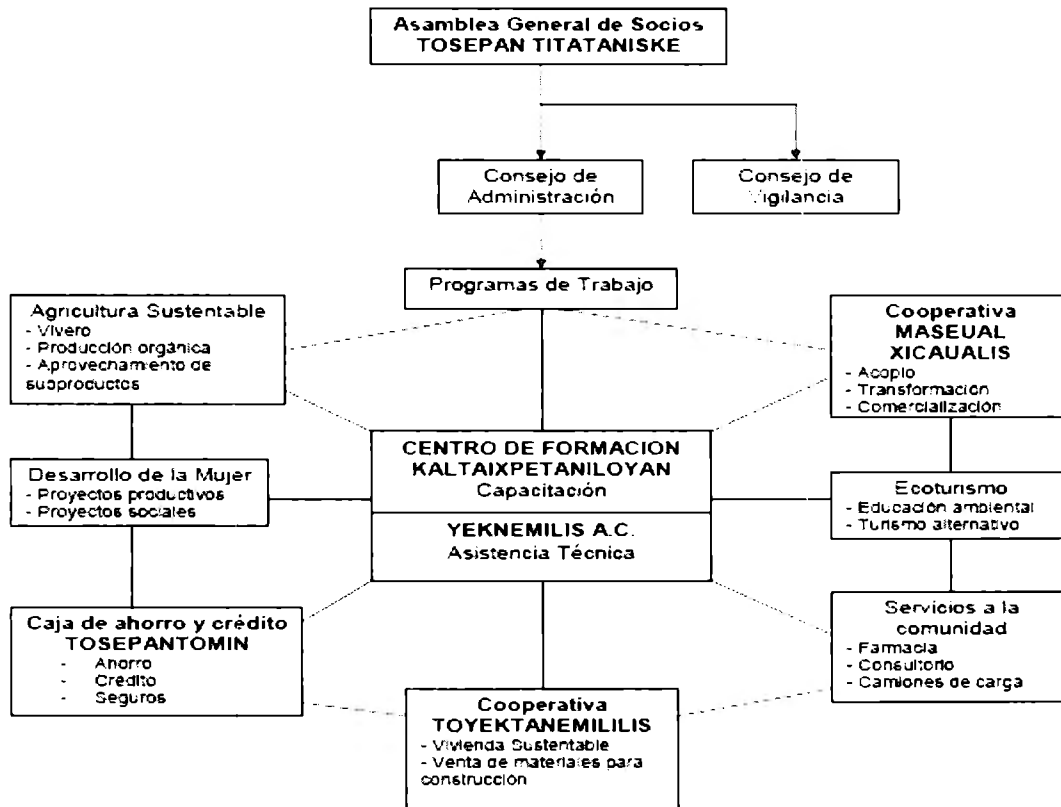 Asamblea General de Socios
TOSEPAN TITATANISKE
Consejo de
Administración
Consejo de
Vigilancia
Programas de Trabajo
Agricultura Sustentable
- Vivero
- Producción orgánica
- Aprovechamiento de
subproductos
Cooperativa
MASEUAL
XICAUALIS
- Acopio
- Transformación
- Comercialización
CENTRO DE FORMACION
KALTAIXPETANILOYAN
Capacitación
YEKNEMILIS A.C.
Asistencia Técnica
Desarrollo de la Mujer
- Proyectos productivos
- Proyectos sociales
Ecoturismo
- Educación ambiental
- Turismo alternativo
Caja de ahorro y crédito
TOSEPANTOMIN
- Ahorro
- Crédito
- Seguros
Servicios a la
comunidad
- Farmacia
- Consultorio
- Camiones de carga
Cooperativa
TOYEKTANEMILILIS
- Vivienda Sustentable
- Venta de materiales para
construcción